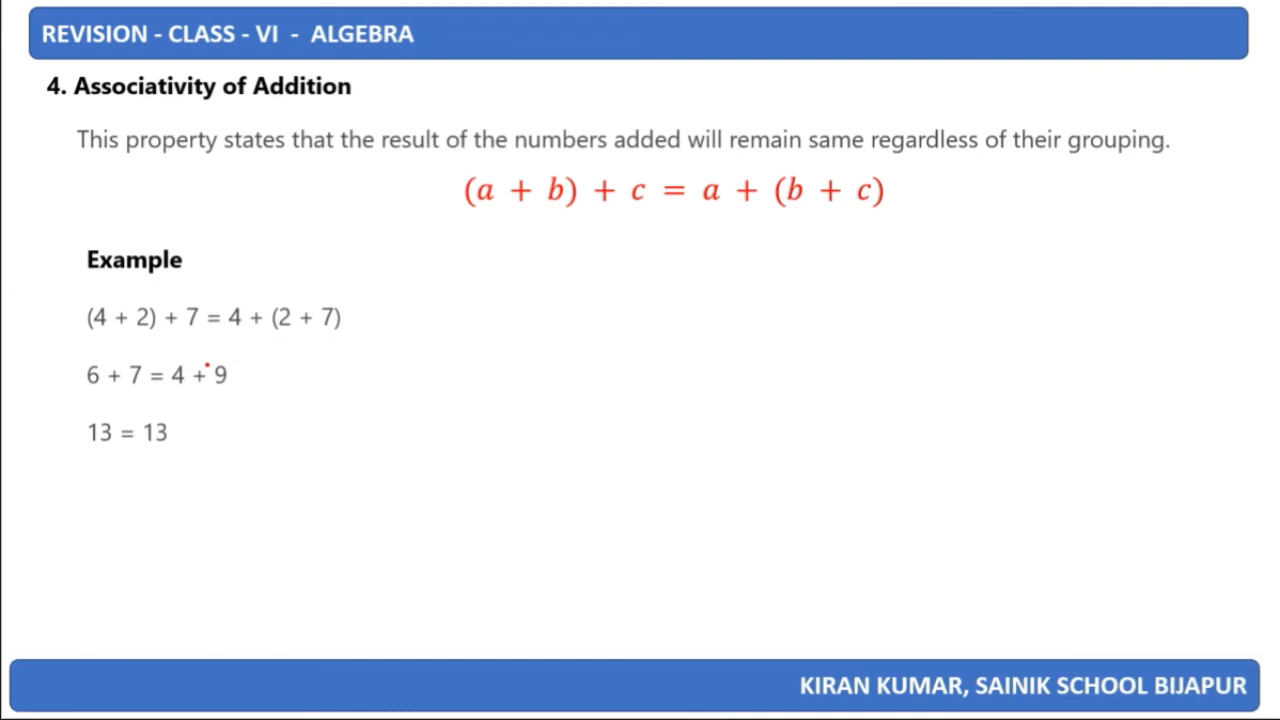 REVISION - CLASS - VI - ALGEBRA
4. Associativity of Addition
This property states that the result of the numbers added will remain same regardless of their grouping.
(a + b) + c = a + (b + c)
Example
(4 + 2) + 7 = 4 + (2 + 7)
6 + 7 = 4 + 9
13 = 13
KIRAN KUMAR, SAINIK SCHOOL BIJAPUR